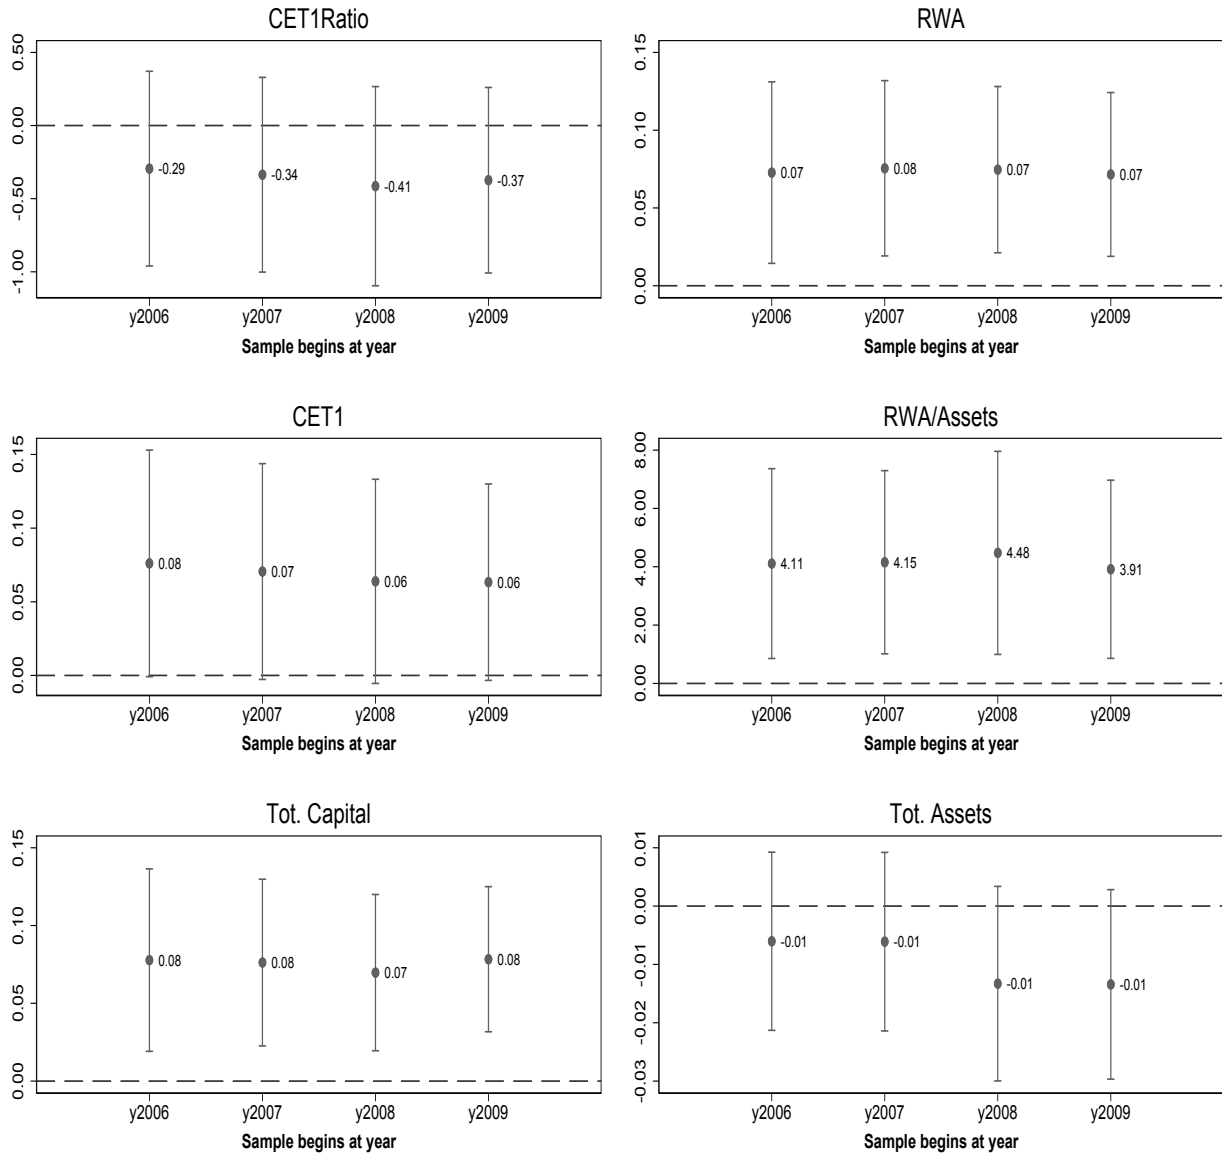 CET1Ratio
0.50
0.00
-0.50
-1.00
-0.29
-0.34
-0.41
-0.37
y2006
y2007
y2008
y2009
Sample begins at year
RWA
0.15
0.10
0.05
0.00
0.07
0.08
0.07
0.07
y2006
y2007
y2008
y2009
Sample begins at year
CET1
0.15
0.10
0.05
0.00
0.08
0.07
0.06
0.06
y2006
y2007
y2008
y2009
Sample begins at year
RWA/Assets
8.00
6.00
4.00
2.00
0.00
4.11
4.15
4.48
3.91
y2006
y2007
y2008
y2009
Sample begins at year
Tot. Capital
0.15
0.10
0.05
0.00
0.08
0.08
0.07
0.08
y2006
y2007
y2008
y2009
Sample begins at year
Tot. Assets
0.01
0.00
-0.01
-0.02
-0.03
-0.01
-0.01
-0.01
-0.01
y2006
y2007
y2008
y2009
Sample begins at year